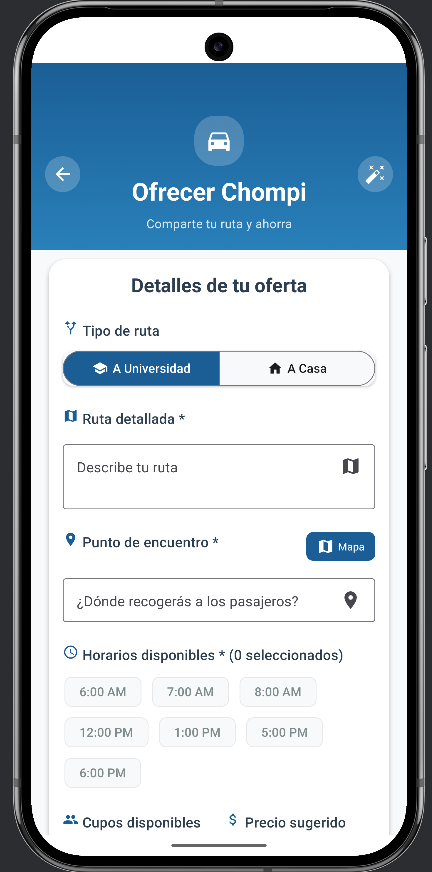 Ofrecer Chompi
Comparte tu ruta y ahorra
Detalles de tu oferta
Tipo de ruta
A Universidad
A Casa
Ruta detallada *
Describe tu ruta
Punto de encuentro *
Mapa
¿Dónde recogerás a los pasajeros?
Horarios disponibles * (0 seleccionados)
6:00 AM
7:00 AM
8:00 AM
12:00 PM
1:00 PM
5:00 PM
6:00 PM
Cupos disponibles
Precio sugerido